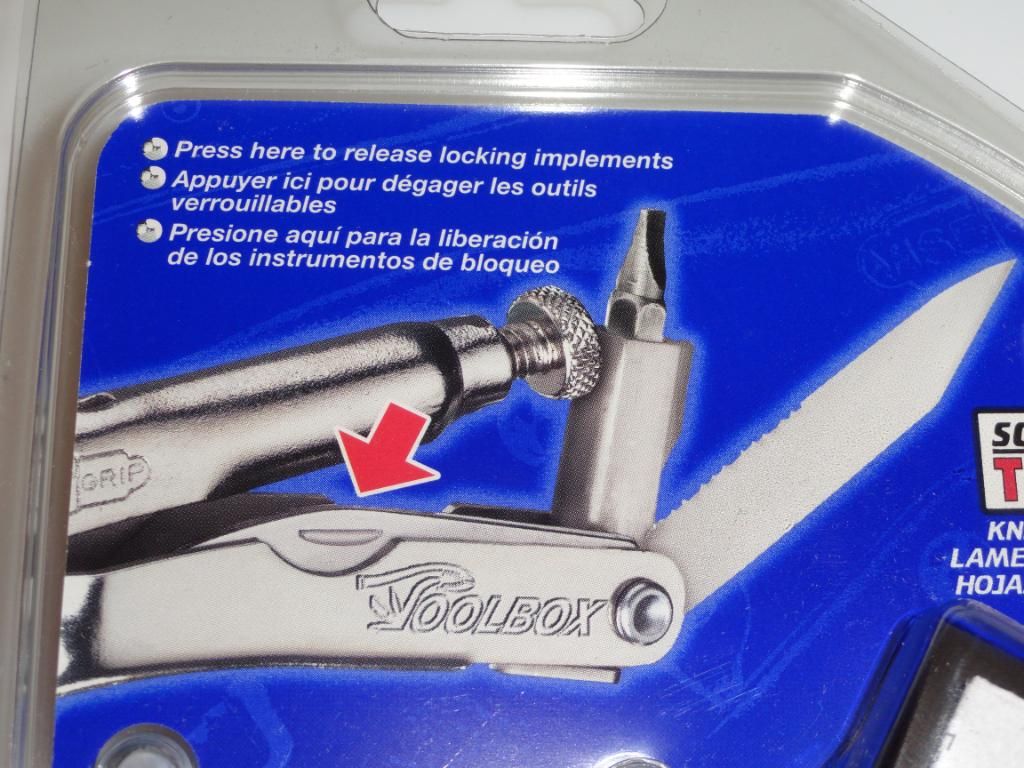 Press here to release locking implements
Appuyer ici pour dégager les outils
verrouillables
Presione aquí para la liberación
de los instrumentos de bloqueo
GRIP
TOOLBOX